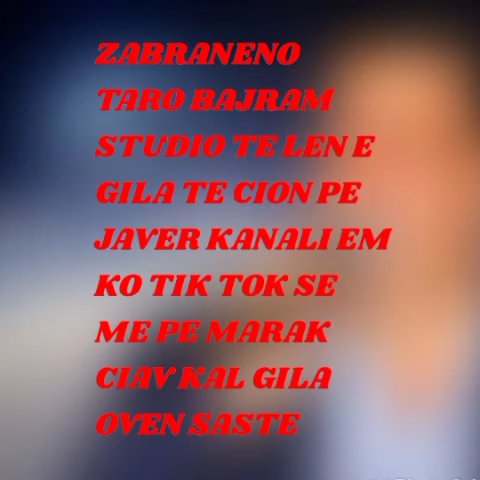 ZABRANENO
TARO BAJRAM
STUDIO TE LEN E
GILA TE CION PE
JAVER KANALI EM
KO TIK TOK SE
ME PE MARAK
CIAV KAL GILA
OVEN SASTE